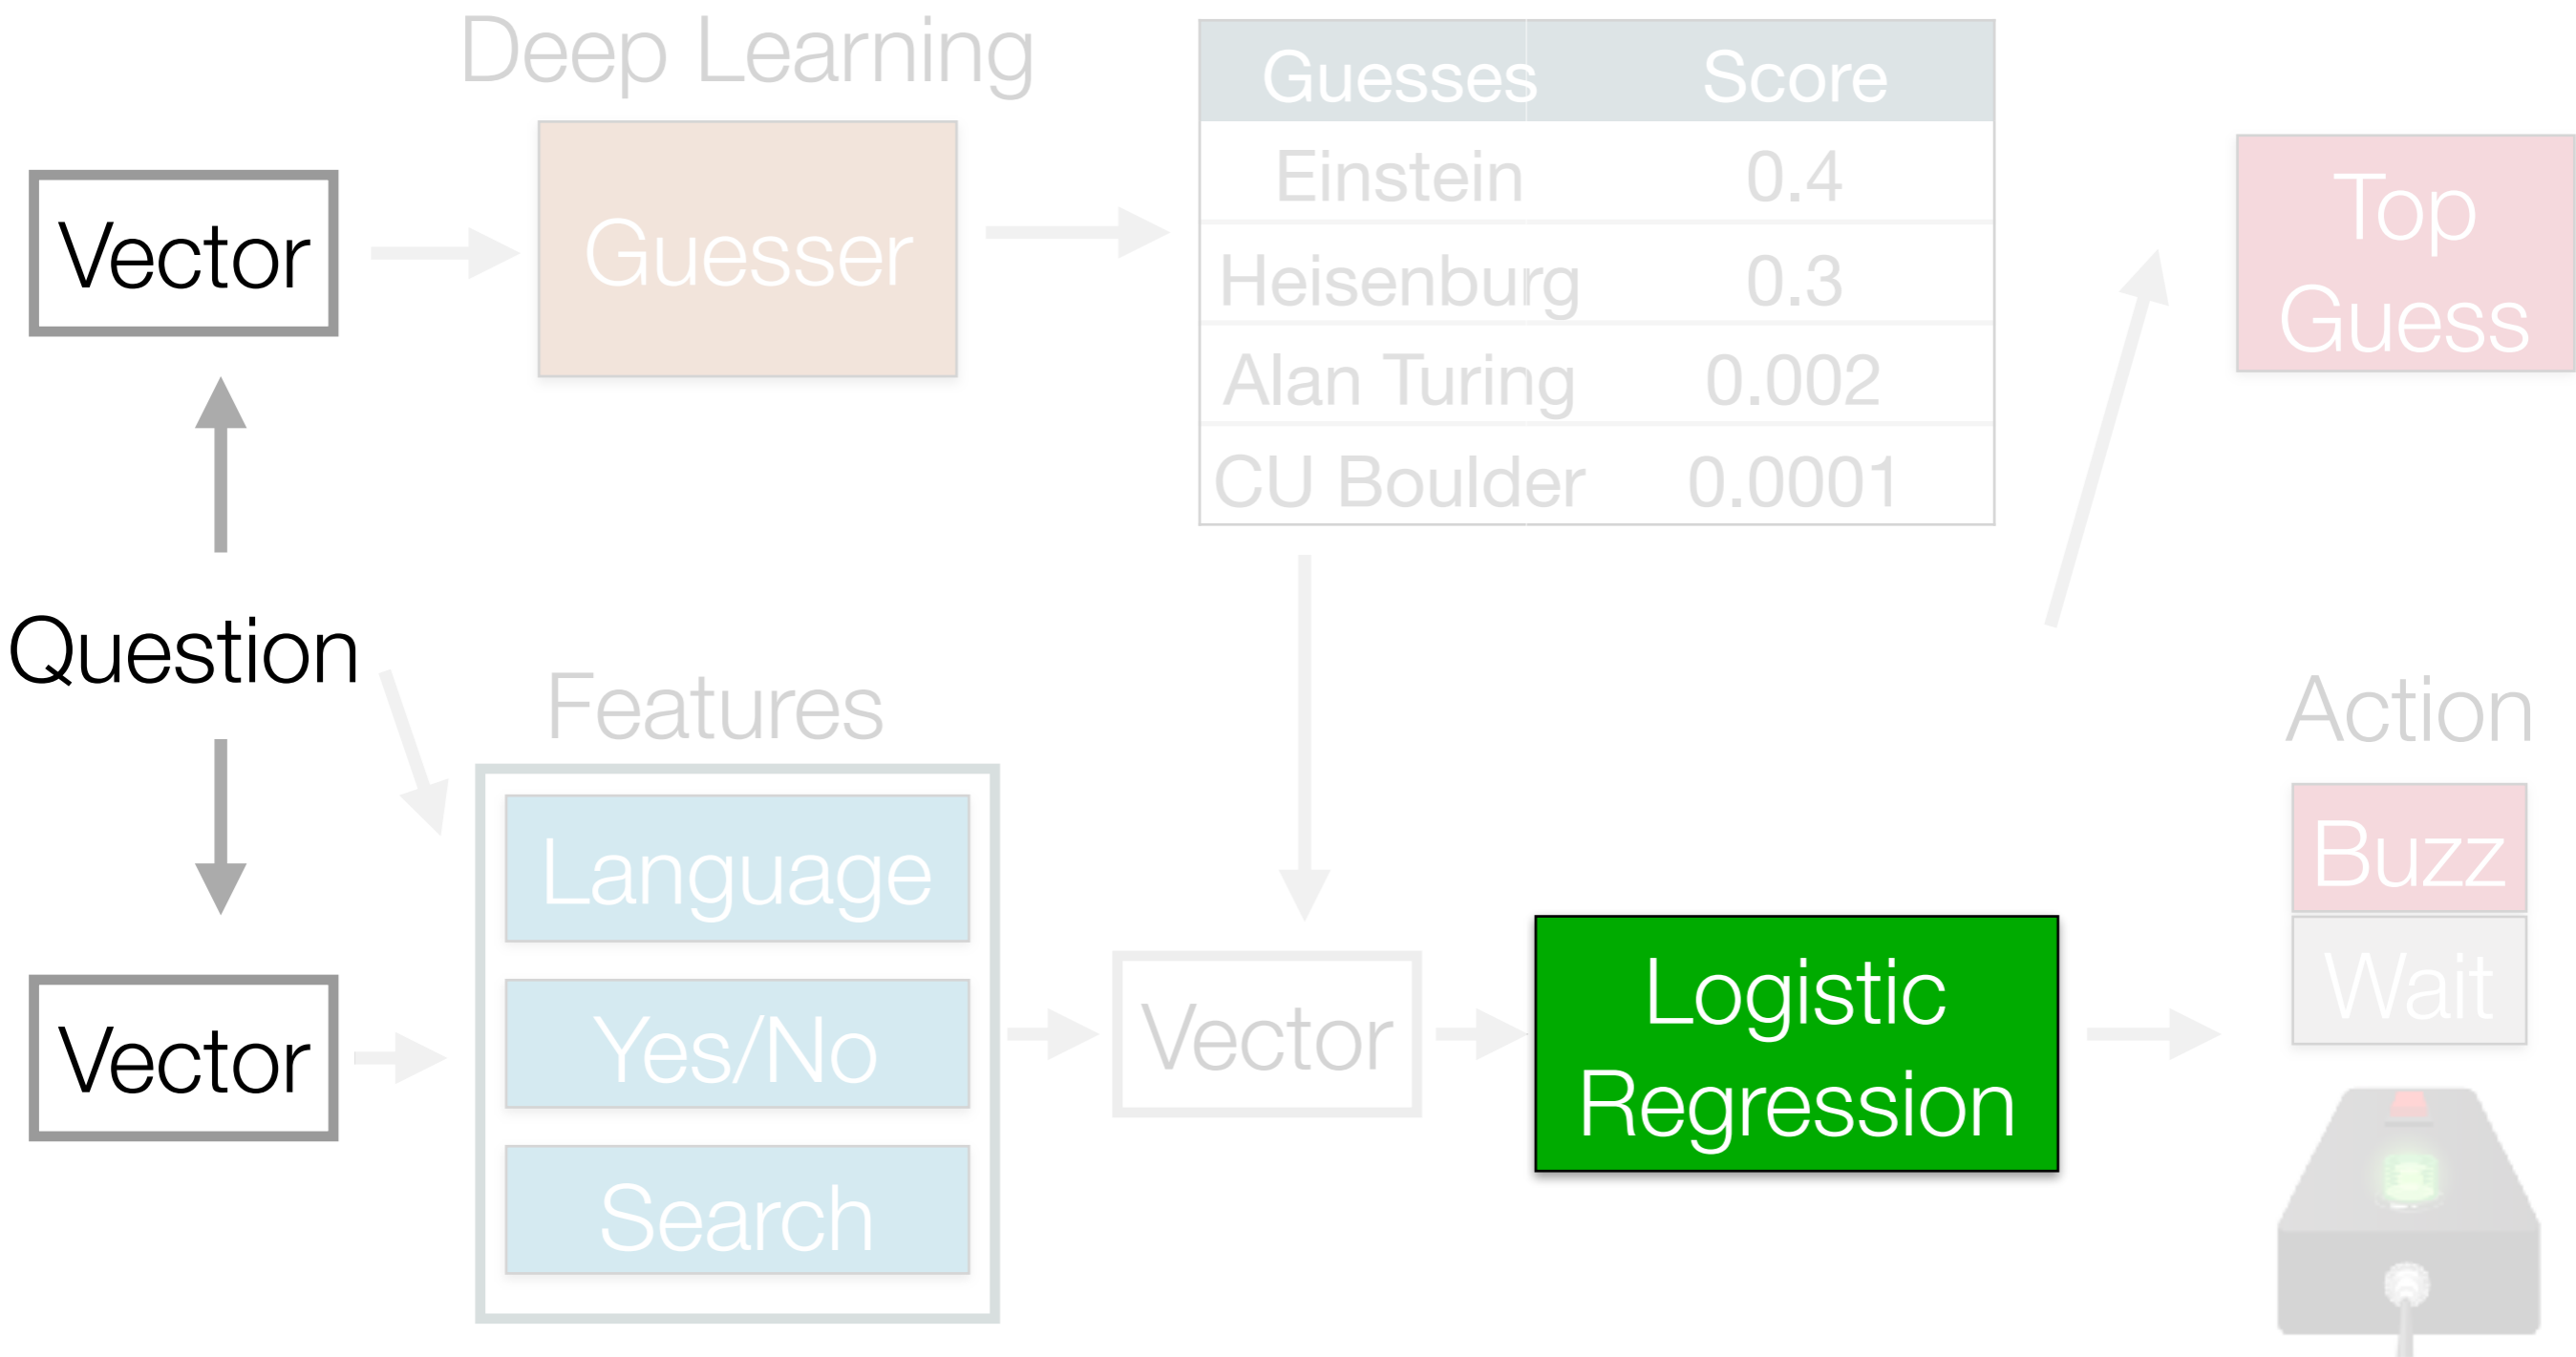 Deep Learning
Vector
Guesser
Guesses Score
Einstein 0.4
Heisenburg 0.3
Alan Turing 0.002
CU Boulder 0.0001
Top
Guess
Question
Features
Language
Yes/No
Search
Vector
Vector
Logistic
Regression
Action
Buzz
Wait